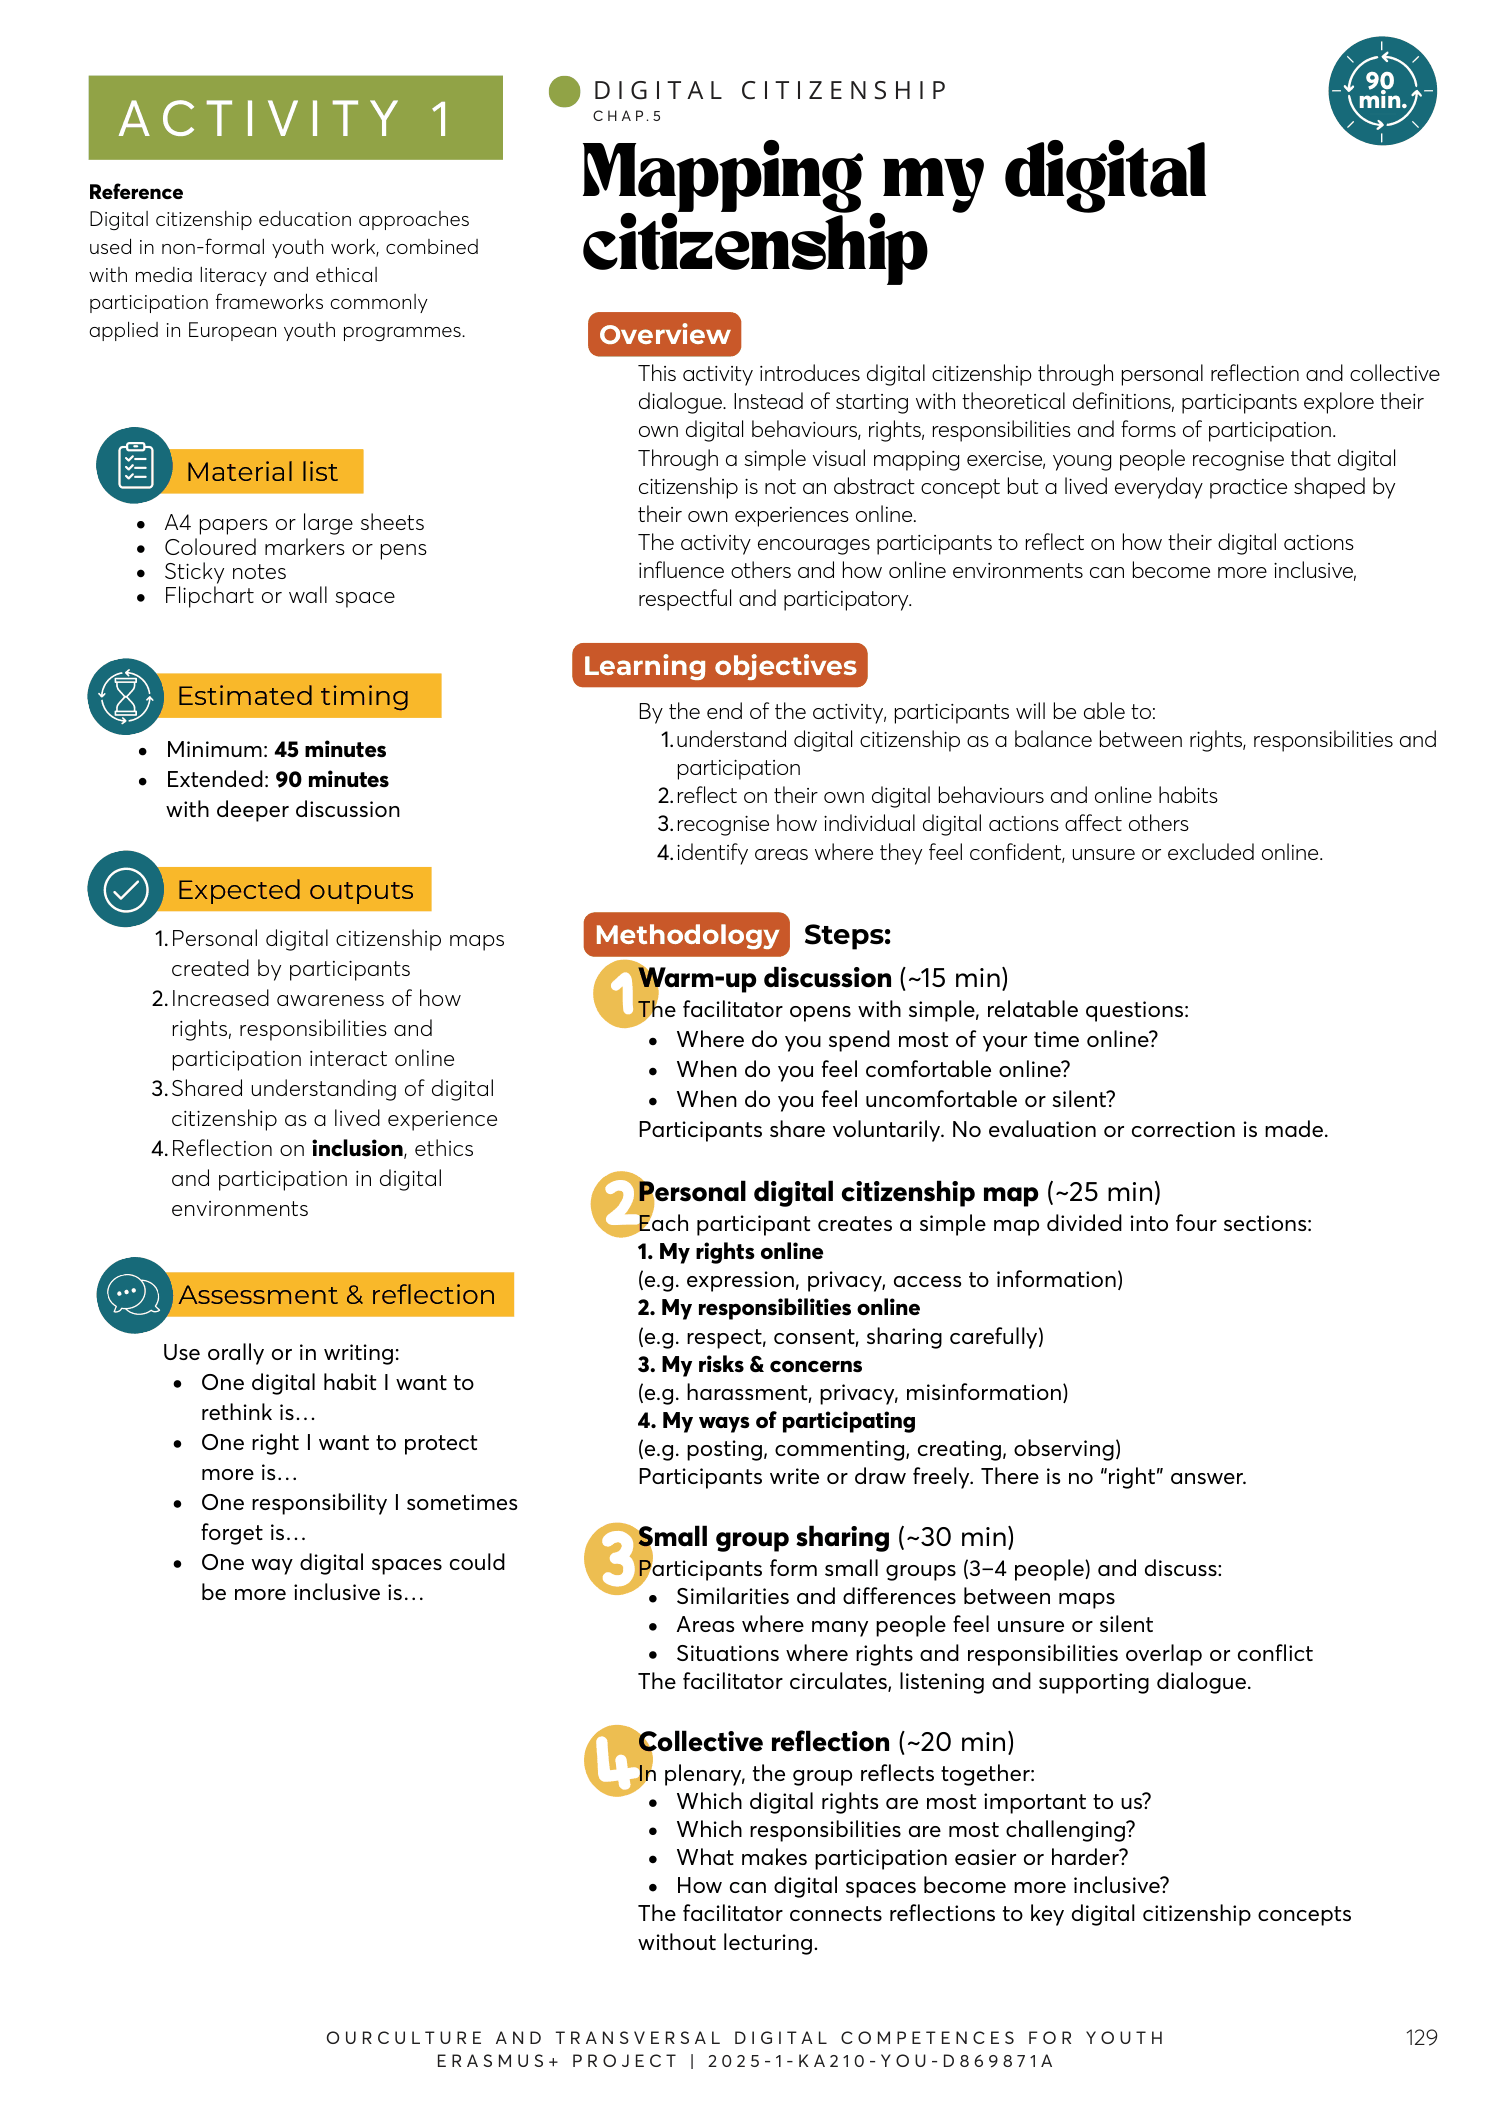 ACTIVITY 1
Reference
Digital citizenship education approaches
used in non-formal youth work, combined
with media literacy and ethical
participation frameworks commonly
applied in European youth programmes.
Material list
• A4 papers or large sheets
• Coloured markers or pens
• Sticky notes
• Flipchart or wall space
Estimated timing
• Minimum: 45 minutes
• Extended: 90 minutes
with deeper discussion
Expected outputs
1. Personal digital citizenship maps
created by participants
2. Increased awareness of how
rights, responsibilities and
participation interact online
3. Shared understanding of digital
citizenship as a lived experience
4. Reflection on inclusion, ethics
and participation in digital
environments
Assessment & reflection
Use orally or in writing:
• One digital habit I want to
rethink is…
• One right I want to protect
more is…
• One responsibility I sometimes
forget is…
• One way digital spaces could
be more inclusive is…
DIGITAL CITIZENSHIP
CHAP.5
90
min.
Mapping my digital
citizenship
Overview
This activity introduces digital citizenship through personal reflection and collective
dialogue. Instead of starting with theoretical definitions, participants explore their
own digital behaviours, rights, responsibilities and forms of participation.
Through a simple visual mapping exercise, young people recognise that digital
citizenship is not an abstract concept but a lived everyday practice shaped by
their own experiences online.
The activity encourages participants to reflect on how their digital actions
influence others and how online environments can become more inclusive,
respectful and participatory.
Learning objectives
By the end of the activity, participants will be able to:
1. understand digital citizenship as a balance between rights, responsibilities and
participation
2. reflect on their own digital behaviours and online habits
3. recognise how individual digital actions affect others
4. identify areas where they feel confident, unsure or excluded online.
Methodology Steps:
1 Warm-up discussion (~15 min)
The facilitator opens with simple, relatable questions:
• Where do you spend most of your time online?
• When do you feel comfortable online?
• When do you feel uncomfortable or silent?
Participants share voluntarily. No evaluation or correction is made.
2 Personal digital citizenship map (~25 min)
Each participant creates a simple map divided into four sections:
1. My rights online
(e.g. expression, privacy, access to information)
2. My responsibilities online
(e.g. respect, consent, sharing carefully)
3. My risks & concerns
(e.g. harassment, privacy, misinformation)
4. My ways of participating
(e.g. posting, commenting, creating, observing)
Participants write or draw freely. There is no “right” answer.
3 Small group sharing (~30 min)
Participants form small groups (3–4 people) and discuss:
• Similarities and differences between maps
• Areas where many people feel unsure or silent
• Situations where rights and responsibilities overlap or conflict
The facilitator circulates, listening and supporting dialogue.
4 Collective reflection (~20 min)
In plenary, the group reflects together:
• Which digital rights are most important to us?
• Which responsibilities are most challenging?
• What makes participation easier or harder?
• How can digital spaces become more inclusive?
The facilitator connects reflections to key digital citizenship concepts
without lecturing.
OURCULTURE AND TRANSVERSAL DIGITAL COMPETENCES FOR YOUTH
ERASMUS+ PROJECT | 2025-1-KA210-YOU-D869871A
129